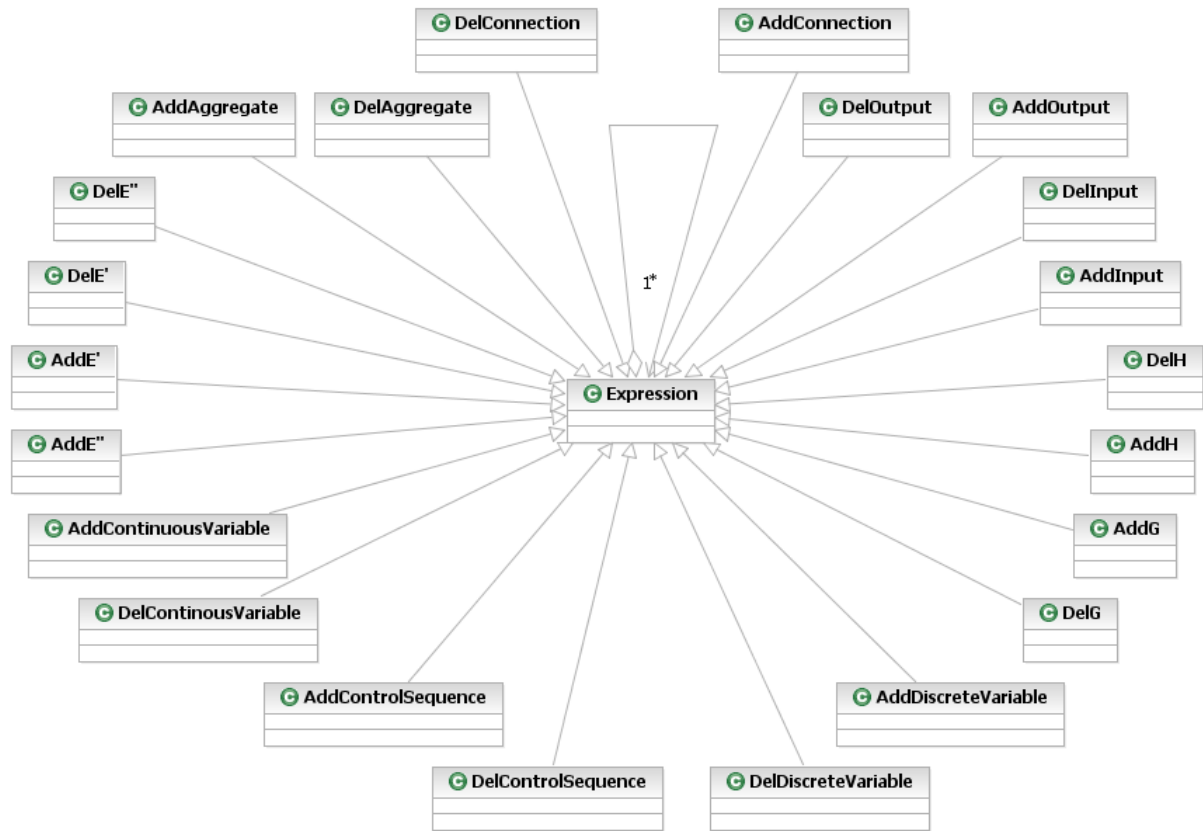 DelConnection
AddConnection
AddAggregate
DelAggregate
DelOutput
AddOutput
DelE"
DelInput
DelE'
AddInput
1*
AddE'
DelH
Expression
AddE"
AddH
AddContinuousVariable
AddG
DelContinousVariable
DelG
AddControlSequence
AddDiscreteVariable
DelControlSequence
DelDiscreteVariable